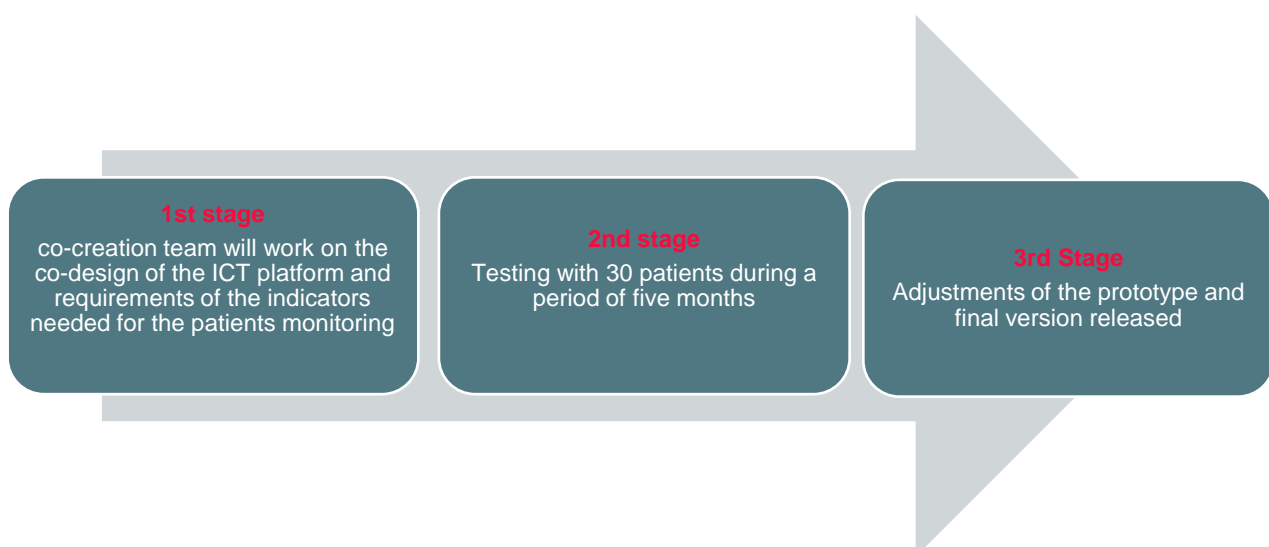 1st stage
co-creation team will work on the
co-design of the ICT platform and
requirements of the indicators
needed for the patients monitoring
2nd stage
Testing with 30 patients during a
period of five months
3rd Stage
Adjustments of the prototype and
final version released